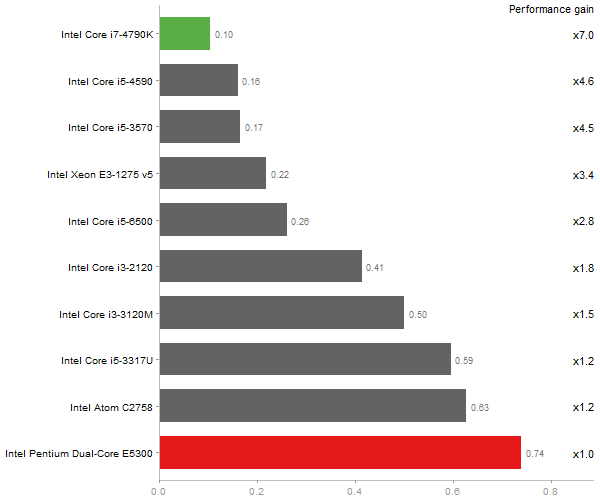 Performance gain
Intel Core i7-4790K 0.10 x7.0
Intel Core i5-4590 0.16 x4.6
Intel Core i5-3570 0.17 x4.5
Intel Xeon E3-1275 v5 0.22 x3.4
Intel Core i5-6500 0.26 x2.8
Intel Core i3-2120 0.41 x1.8
Intel Core i3-3120M 0.50 x1.5
Intel Core i5-3317U 0.59 x1.2
Intel Atom C2758 0.63 x1.2
Intel Pentium Dual-Core E5300 0.74 x1.0
0.0 0.2 0.4 0.6 0.8